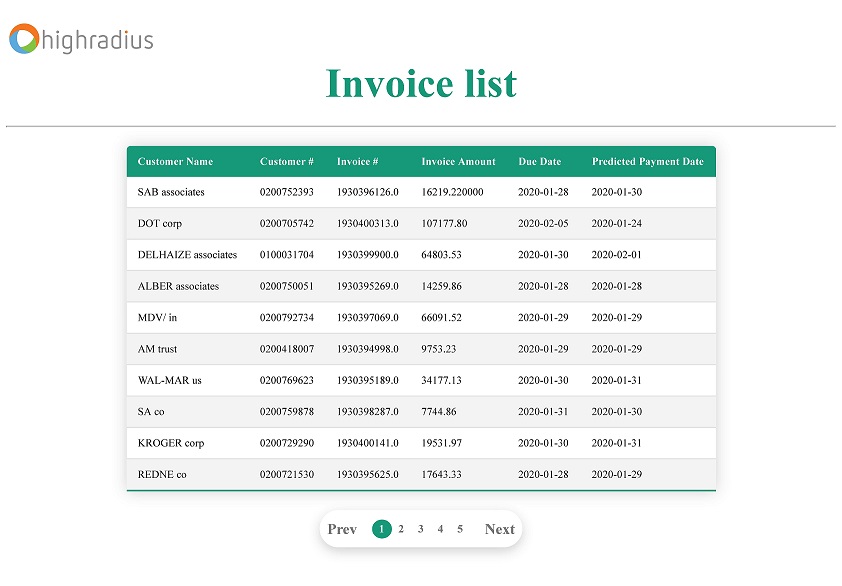 highradius
Invoice list
Customer Name Customer # Invoice # Invoice Amount Due Date Predicted Payment Date
SAB associates 0200752393 1930396126.0 16219.220000 2020-01-28 2020-01-30
DOT corp 0200705742 1930400313.0 107177.80 2020-02-05 2020-01-24
DELHAIZE associates 0100031704 1930399900.0 64803.53 2020-01-30 2020-02-01
ALBER associates 0200750051 1930395269.0 14259.86 2020-01-28 2020-01-28
MDV/ in 0200792734 1930397069.0 66091.52 2020-01-29 2020-01-29
AM trust 0200418007 1930394998.0 9753.23 2020-01-29 2020-01-29
WAL-MAR us 0200769623 1930395189.0 34177.13 2020-01-30 2020-01-31
SA co 0200759878 1930398287.0 7744.86 2020-01-31 2020-01-30
KROGER corp 0200729290 1930400141.0 19531.97 2020-01-30 2020-01-31
REDNE co 0200721530 1930395625.0 17643.33 2020-01-28 2020-01-29
Prev 1 2 3 4 5 Next